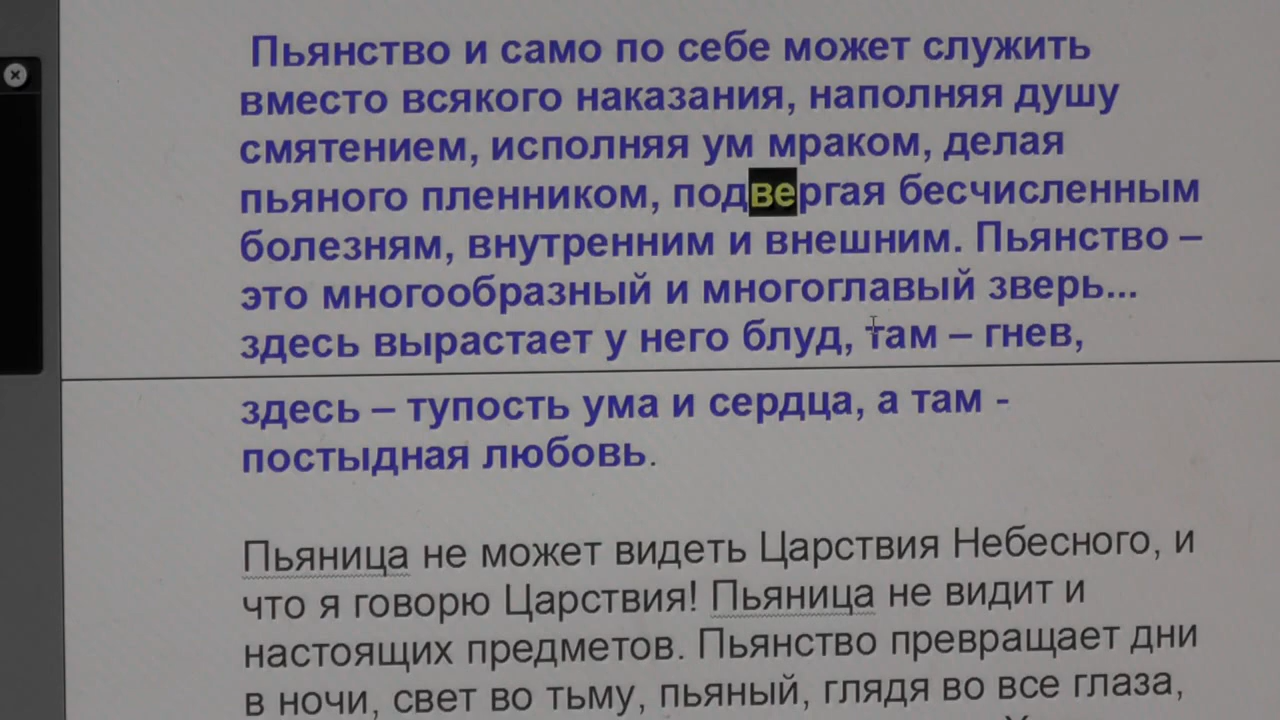 Пьянство и само по себе может служить
вместо всякого наказания, наполняя душу
смятением, исполняя ум мраком, делая
пьяного пленником, подвергая бесчисленным
болезням, внутренним и внешним. Пьянство –
это многообразный и многоглавый зверь...
здесь вырастает у него блуд, там – гнев,
здесь – тупость ума и сердца, а там -
постыдная любовь.
Пьяница не может видеть Царствия Небесного, и
что я говорю Царствия! Пьяница не видит и
настоящих предметов. Пьянство превращает дни
в ночи, свет во тьму, пьяный, глядя во все глаза,